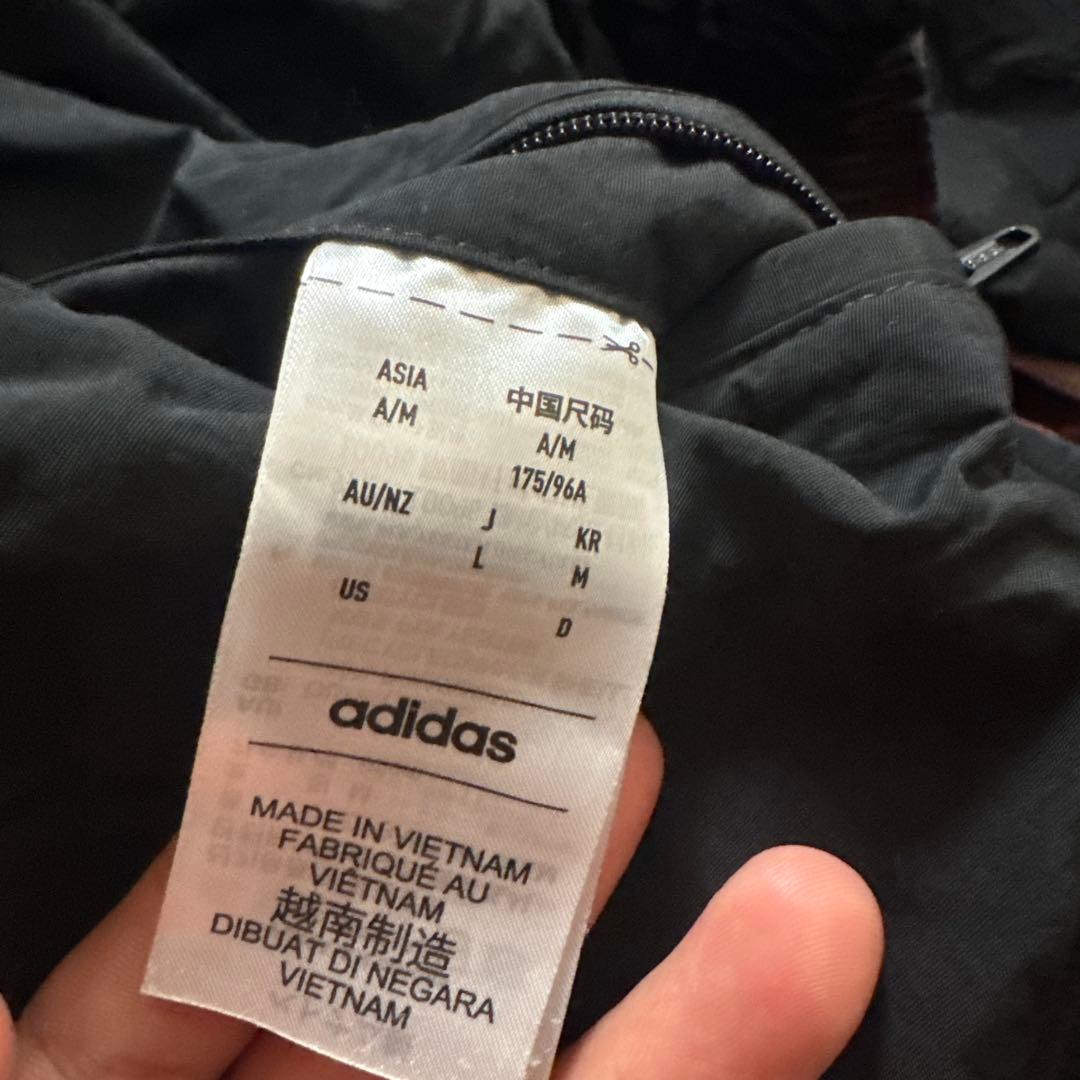 ASIA
A/M
中国尺码
A/M
175/96A
AU/NZ
J
L
KR
M
US
D
adidas
MADE IN VIETNAM
FABRIQUÉ AU
VIÊTNAM
越南制造
DIBUAT DI NEGARA
VIETNAM